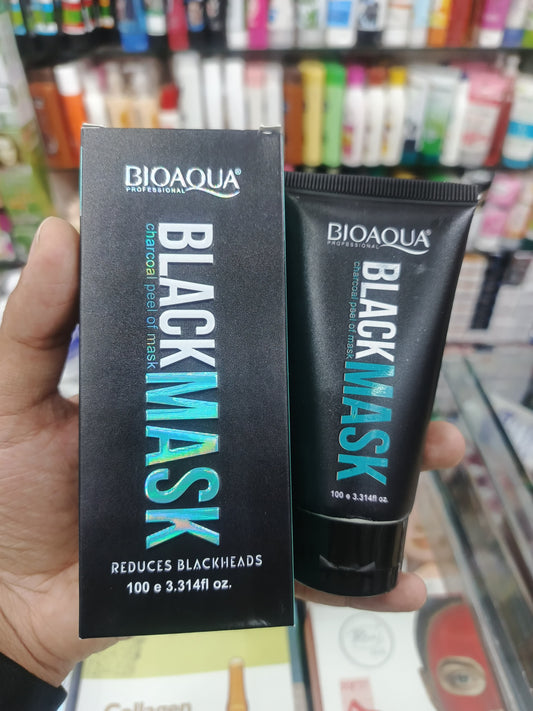 BIOAQUA®
PROFESSIONAL
BLACK MASK
charcoal peel of mask
REDUCES BLACKHEADS
100 e 3.314fl oz.
BIOAQUA®
PROFESSIONAL
BLACK MASK
charcoal peel of mask
100 e 3.314fl oz.
Collagen